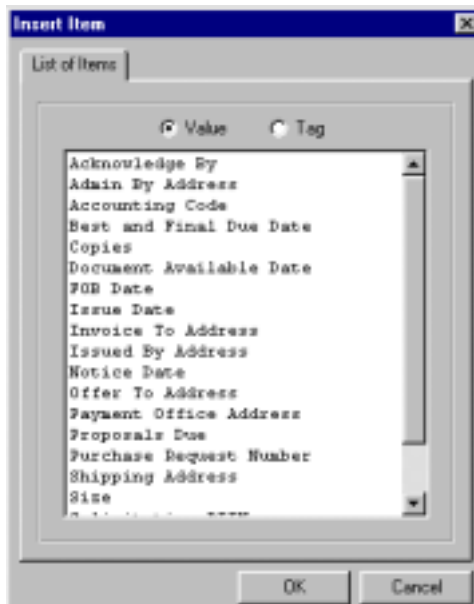 Insert Item
List of Items
Value Tag
Acknowledge By
Admin By Address
Accounting Code
Best and Final Due Date
Copies
Document Available Date
FOB Date
Issue Date
Invoice To Address
Issued By Address
Notice Date
Offer To Address
Payment Office Address
Proposals Due
Purchase Request Number
Shipping Address
Size
OK Cancel